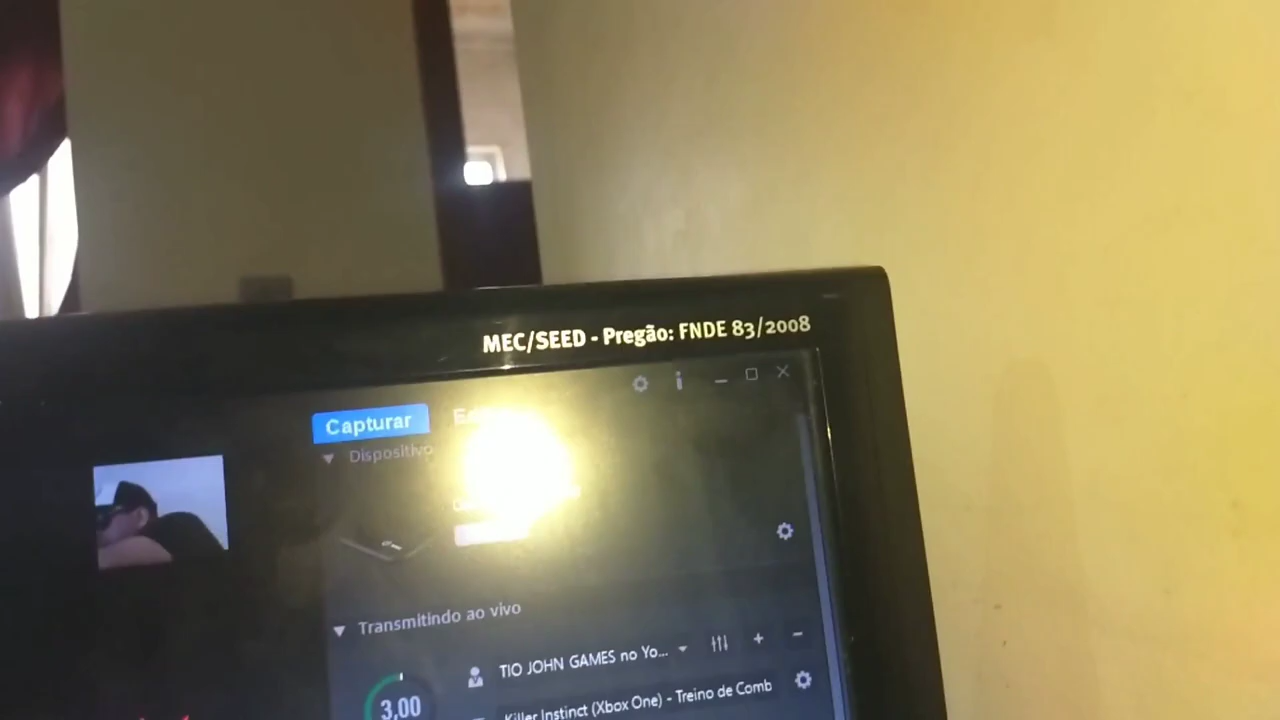 MEC/SEED - Pregão: FNDE 83/2008
Capturar
Dispositivo
Transmitindo ao vivo
TIO JOHN GAMES no Yo...
3,00
Killer Instinct (Xbox One) - Treino de Comb